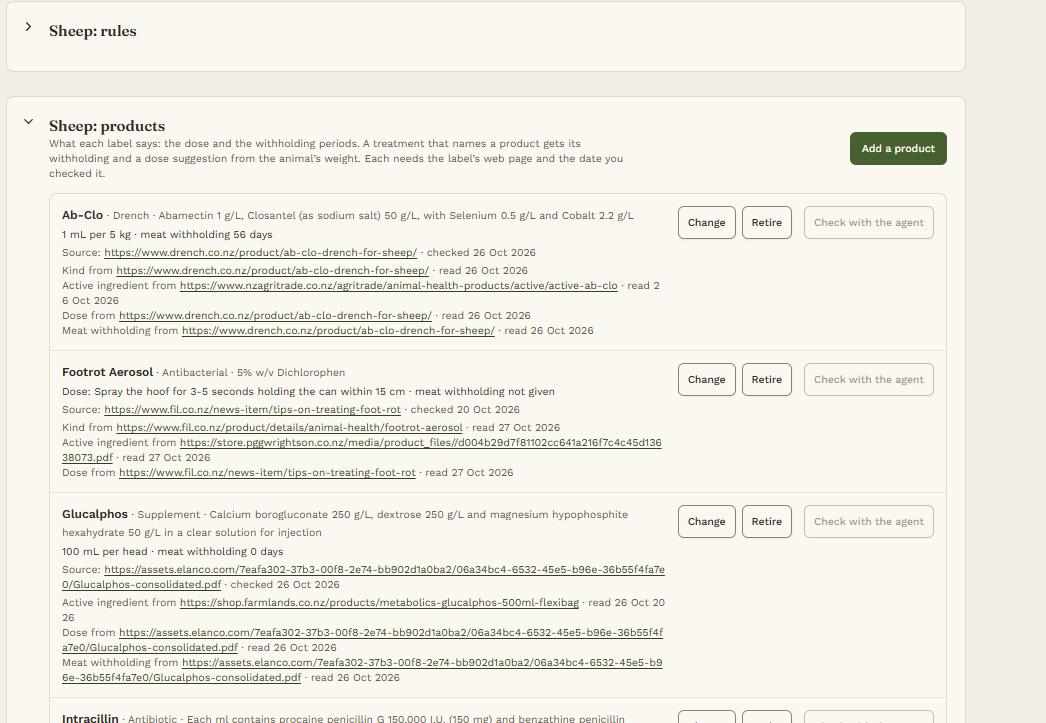 Sheep: rules
Sheep: products
What each label says: the dose and the withholding periods. A treatment that names a product gets its
withholding and a dose suggestion from the animal's weight. Each needs the label's web page and the date you
checked it.
Add a product
Ab-Clo · Drench · Abamectin 1 g/L, Closantel (as sodium salt) 50 g/L, with Selenium 0.5 g/L and Cobalt 2.2 g/L
Change
Retire
Check with the agent
1 mL per 5 kg · meat withholding 56 days
Source: https://www.drench.co.nz/product/ab-clo-drench-for-sheep/ · checked 26 Oct 2026
Kind from https://www.drench.co.nz/product/ab-clo-drench-for-sheep/ · read 26 Oct 2026
Active ingredient from https://www.nzagritrade.co.nz/agritrade/animal-health-products/active/active-ab-clo · read 2
6 Oct 2026
Dose from https://www.drench.co.nz/product/ab-clo-drench-for-sheep/ · read 26 Oct 2026
Meat withholding from https://www.drench.co.nz/product/ab-clo-drench-for-sheep/ · read 26 Oct 2026
Footrot Aerosol · Antibacterial · 5% w/v Dichlorophen
Change
Retire
Check with the agent
Dose: Spray the hoof for 3-5 seconds holding the can within 15 cm · meat withholding not given
Source: https://www.fil.co.nz/news-item/tips-on-treating-foot-rot · checked 20 Oct 2026
Kind from https://www.fil.co.nz/product/details/animal-health/footrot-aerosol · read 27 Oct 2026
Active ingredient from https://store.pggwrightson.co.nz/media/product_files//d004b29d7f81102cc641a216f7c4c45d136
38073.pdf · read 27 Oct 2026
Dose from https://www.fil.co.nz/news-item/tips-on-treating-foot-rot · read 27 Oct 2026
Glucalphos · Supplement · Calcium borogluconate 250 g/L, dextrose 250 g/L and magnesium hypophosphite
hexahydrate 50 g/L in a clear solution for injection
Change
Retire
Check with the agent
100 mL per head · meat withholding 0 days
Source: https://assets.elanco.com/7eafa302-37b3-00f8-2e74-bb902d1a0ba2/06a34bc4-6532-45e5-b96e-36b55f4fa7e
0/Glucalphos-consolidated.pdf · checked 26 Oct 2026
Active ingredient from https://shop.farmlands.co.nz/products/metabolics-glucalphos-500ml-flexibag · read 26 Oct 20
26
Dose from https://assets.elanco.com/7eafa302-37b3-00f8-2e74-bb902d1a0ba2/06a34bc4-6532-45e5-b96e-36b55f4f
a7e0/Glucalphos-consolidated.pdf · read 26 Oct 2026
Meat withholding from https://assets.elanco.com/7eafa302-37b3-00f8-2e74-bb902d1a0ba2/06a34bc4-6532-45e5-b9
6e-36b55f4fa7e0/Glucalphos-consolidated.pdf · read 26 Oct 2026
Intracillin · Antibiotic · Each ml contains procaine penicillin G 150,000 I.U. (150 mg) and benzathine penicillin